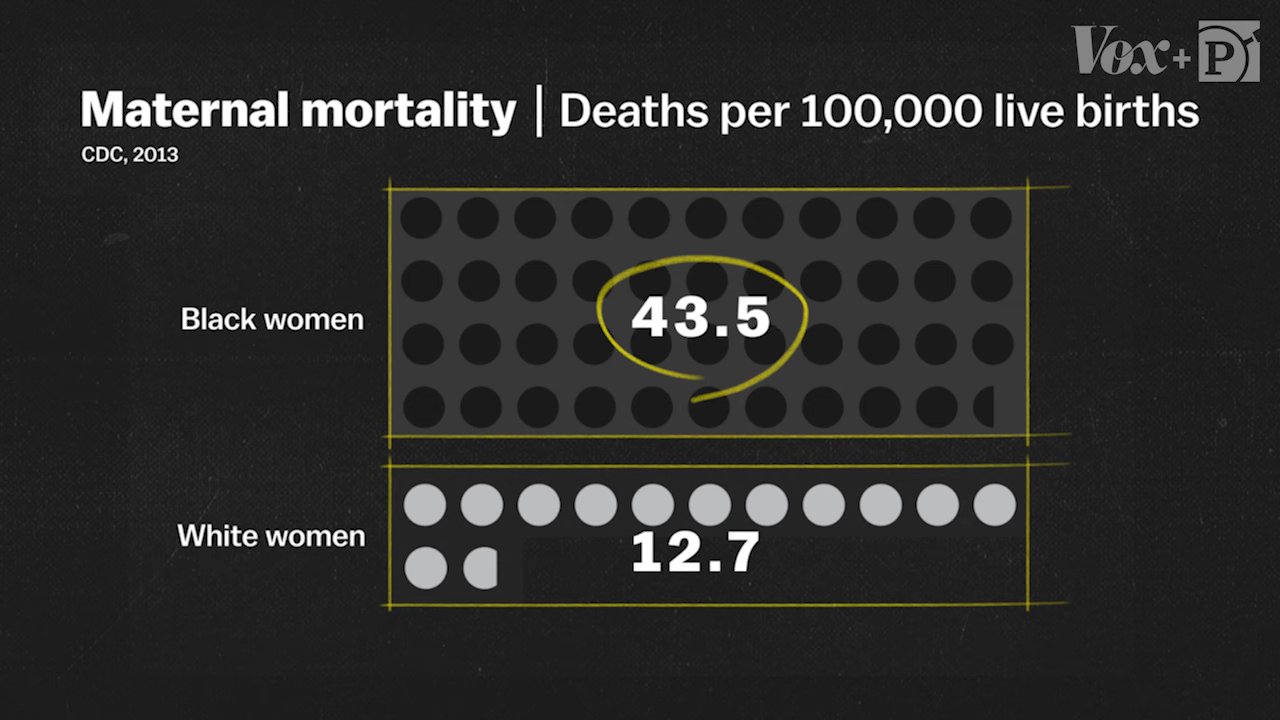 Vox+P
Maternal mortality | Deaths per 100,000 live births
CDC, 2013
Black women
43.5
White women
12.7